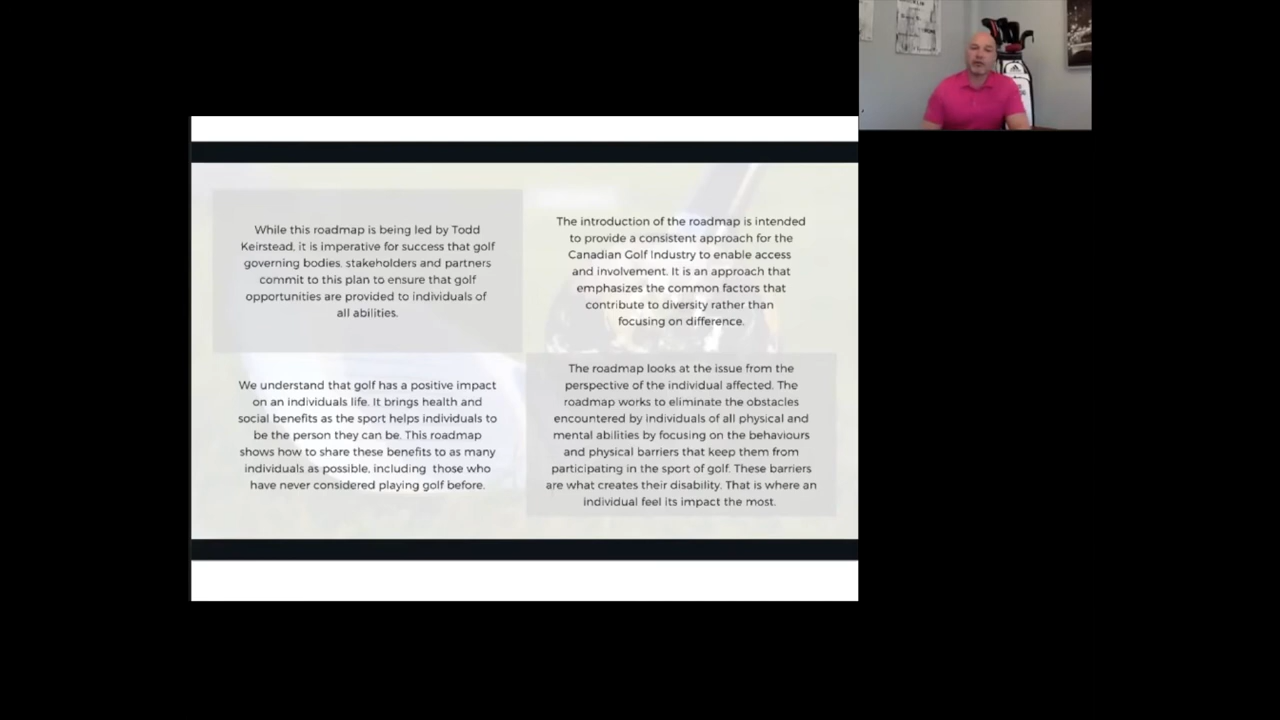 While this roadmap is being led by Todd
Keirstead, it is imperative for success that golf
governing bodies, stakeholders and partners
commit to this plan to ensure that golf
opportunities are provided to individuals of
all abilities.
The introduction of the roadmap is intended
to provide a consistent approach for the
Canadian Golf Industry to enable access
and involvement. It is an approach that
emphasizes the common factors that
contribute to diversity rather than
focusing on difference.
We understand that golf has a positive impact
on an individuals life. It brings health and
social benefits as the sport helps individuals to
be the person they can be. This roadmap
shows how to share these benefits to as many
individuals as possible, including those who
have never considered playing golf before.
The roadmap looks at the issue from the
perspective of the individual affected. The
roadmap works to eliminate the obstacles
encountered by individuals of all physical and
mental abilities by focusing on the behaviours
and physical barriers that keep them from
participating in the sport of golf. These barriers
are what creates their disability. That is where an
individual feel its impact the most.